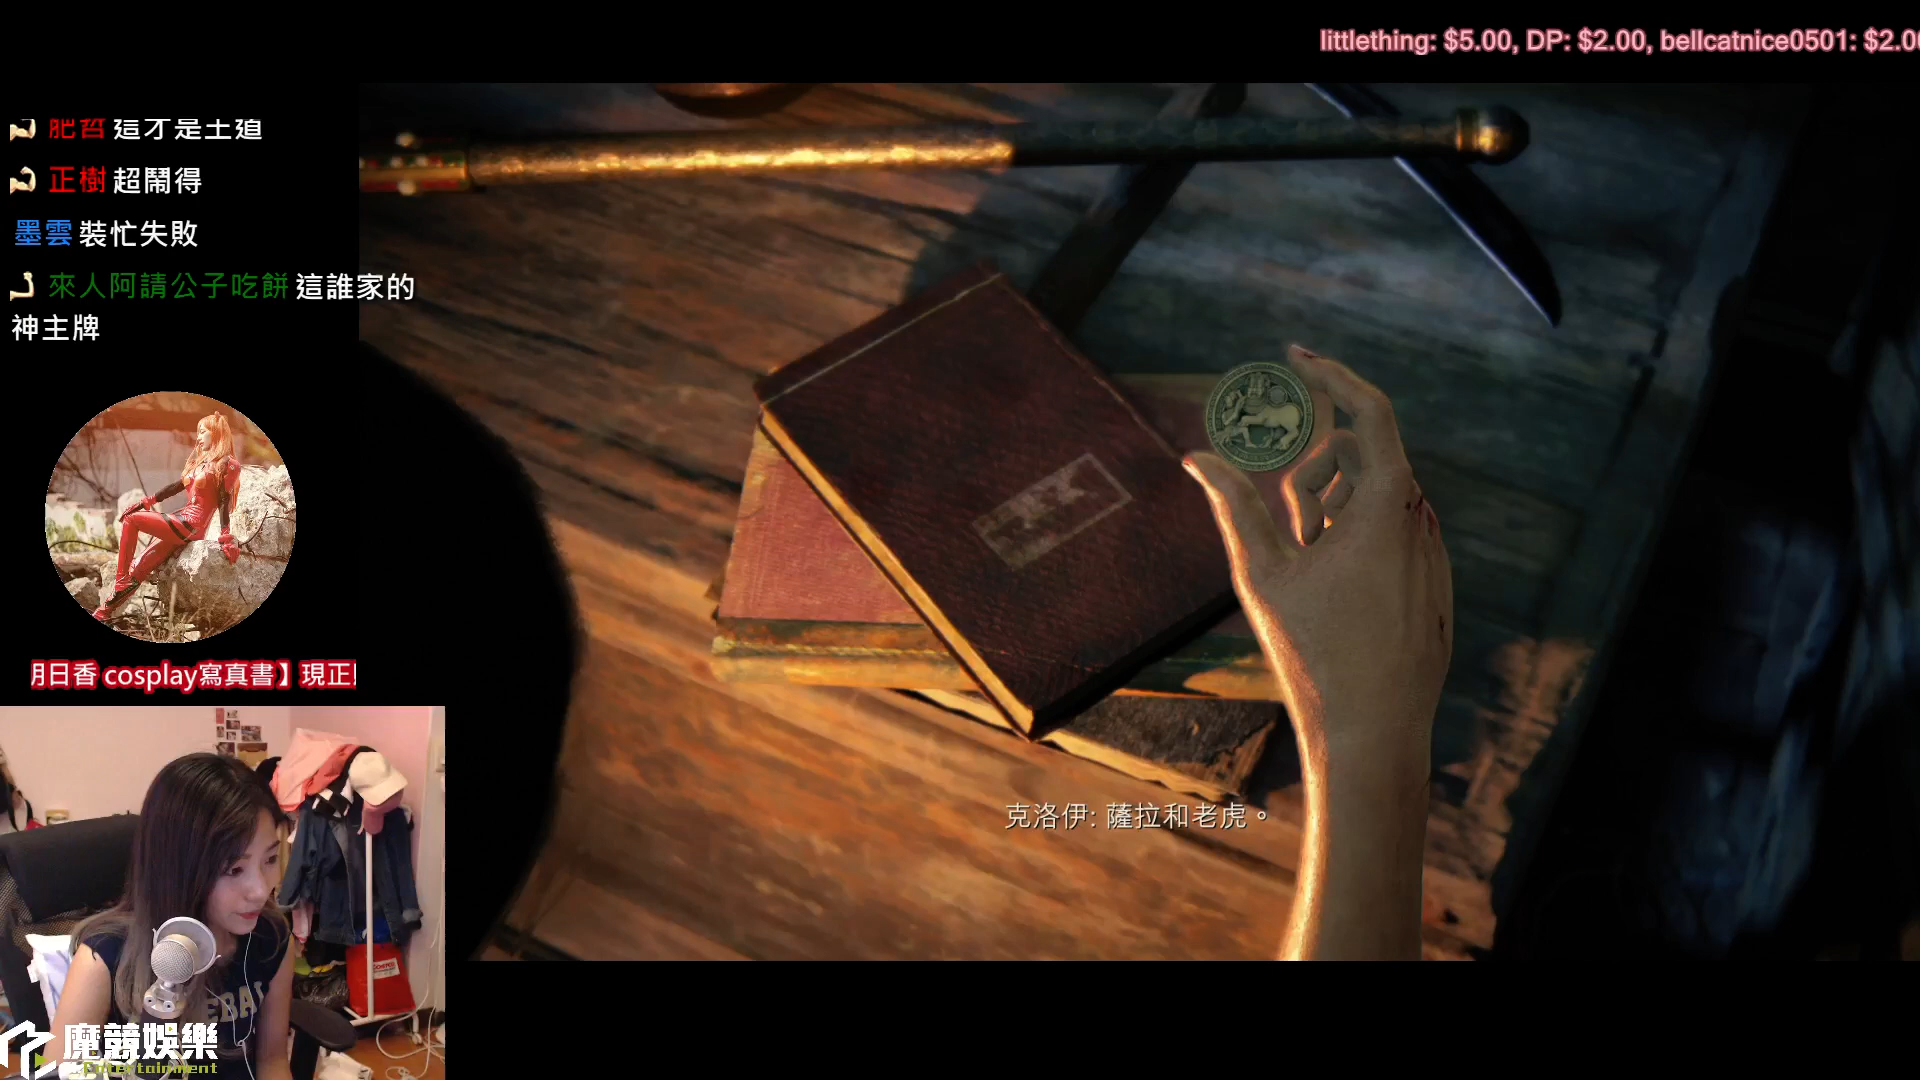 littlething: $5.00, DP: $2.00, bellcatnice0501: $2.00
肥哲 這才是土追
正樹 超鬧得
墨雲 裝忙失敗
來人阿請公子吃餅 這誰家的
神主牌
明日香 cosplay寫真書】現正
克洛伊: 薩拉和老虎。
魔競娛樂
Entertainment